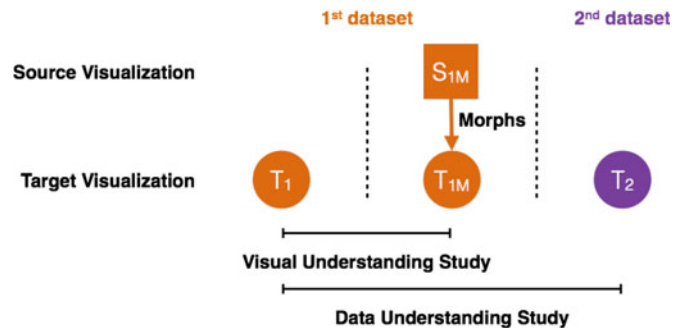 1st dataset
2nd dataset
Source Visualization
S1M
Morphs
Target Visualization
T1
T1M
T2
Visual Understanding Study
Data Understanding Study